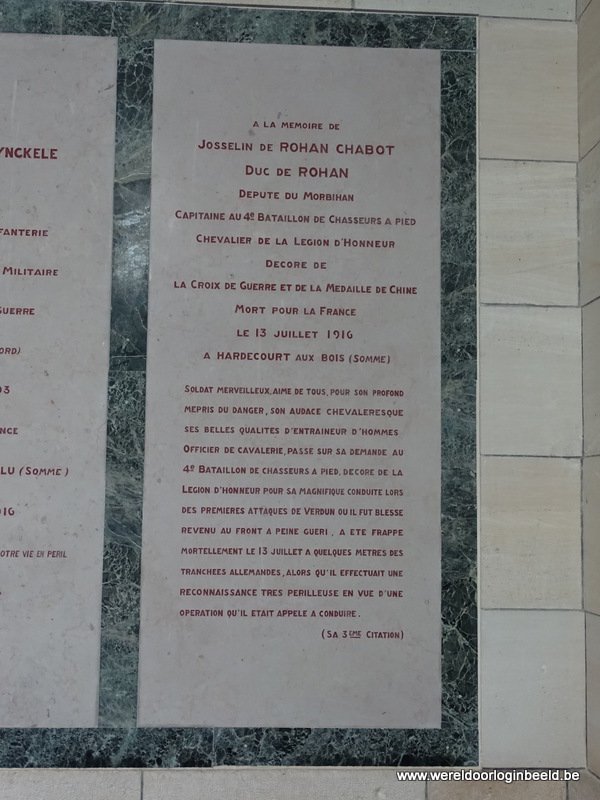 YNCKELE
FANTERIE
MILITAIRE
GUERRE
ORD)
93
NCE
LU (SOMME)
916
OTRE VIE EN PERIL
A LA MEMOIRE DE
JOSSELIN DE ROHAN CHABOT
DUC DE ROHAN
DEPUTE DU MORBIHAN
CAPITAINE AU 4º BATAILLON DE CHASSEURS A PIED
CHEVALIER DE LA LEGION D'HONNEUR
DECORE DE
LA CROIX DE GUERRE ET DE LA MEDAILLE DE CHINE
MORT POUR LA FRANCE
LE 13 JUILLET 1916
A HARDECOURT AUX BOIS (SOMME)
SOLDAT MERVEILLEUX, AIME DE TOUS, POUR SON PROFOND
MEPRIS DU DANGER, SON AUDACE CHEVALERESQUE
SES BELLES QUALITES D'ENTRAINEUR D'HOMMES
OFFICIER DE CAVALERIE, PASSE SUR SA DEMANDE AU
4º BATAILLON DE CHASSEURS A PIED, DECORE DE LA
LEGION D'HONNEUR POUR SA MAGNIFIQUE CONDUITE LORS
DES PREMIERES ATTAQUES DE VERDUN OU IL FUT BLESSE
REVENU AU FRONT A PEINE GUERI, A ETE FRAPPE
MORTELLEMENT LE 13 JUILLET A QUELQUES METRES DES
TRANCHEES ALLEMANDES, ALORS QU'IL EFFECTUAIT UNE
RECONNAISSANCE TRES PERILLEUSE EN VUE D'UNE
OPERATION QU'IL ETAIT APPELE A CONDUIRE.
(SA 3EME CITATION)
www.wereldoorloginbeeld.be